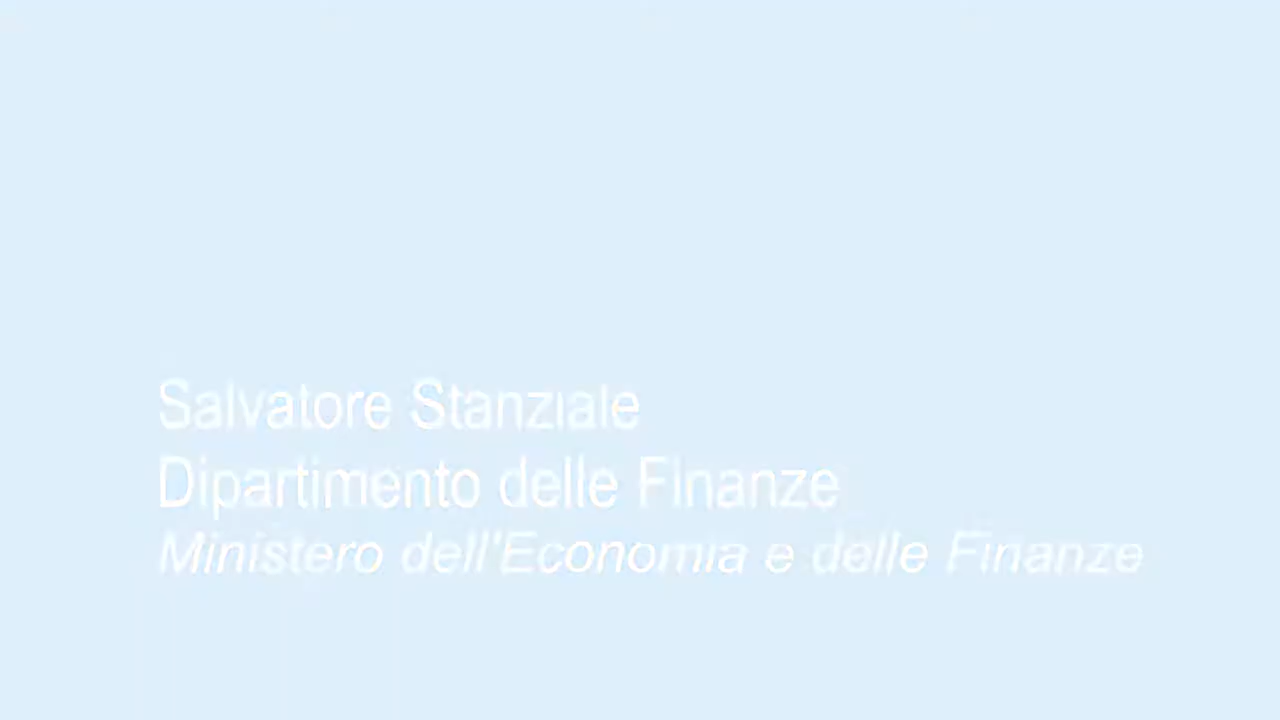 Salvatore Stanziale
Dipartimento delle Finanze
Ministero dell'Economia e delle Finanze